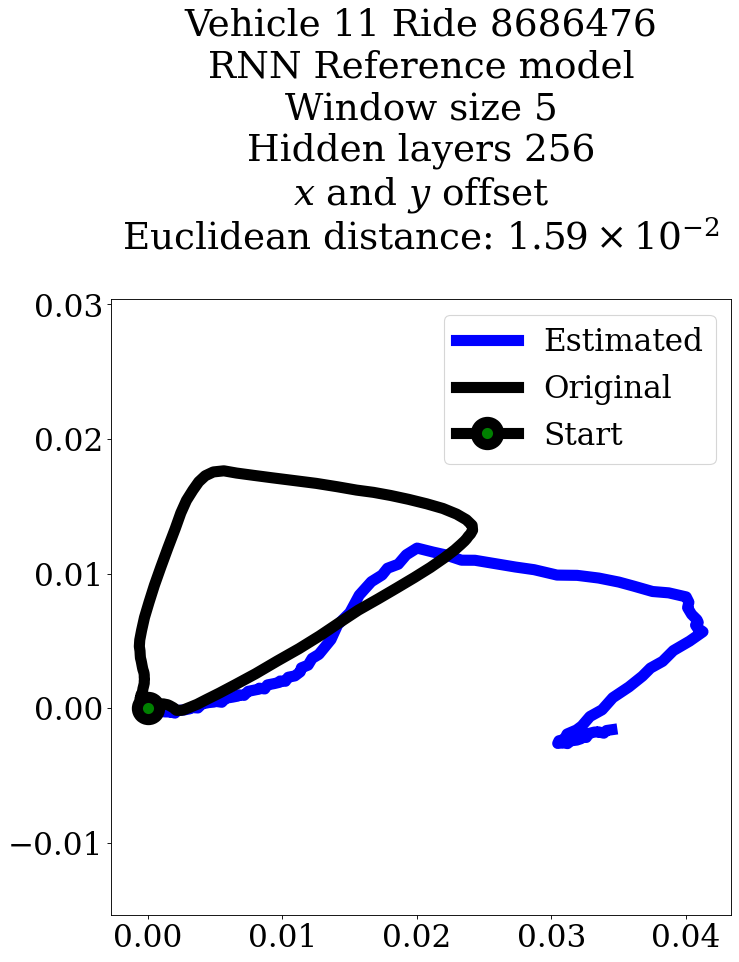 Vehicle 11 Ride 8686476
RNN Reference model
Window size 5
Hidden layers 256
x and y offset
Euclidean distance: 1.59 × 10⁻²
0.03
0.02
0.01
0.00
−0.01
Estimated
Original
Start
0.00 0.01 0.02 0.03 0.04